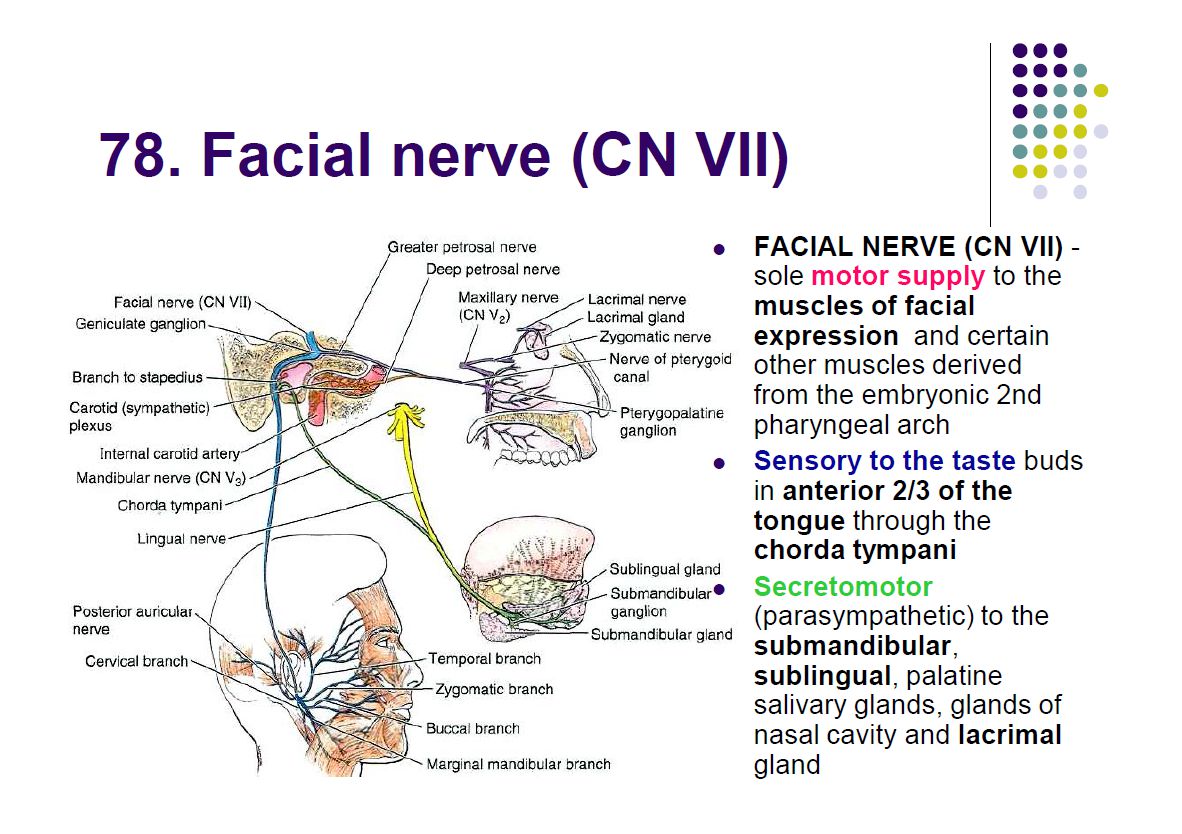 78. Facial nerve (CN VII)
Greater petrosal nerve
Deep petrosal nerve
Facial nerve (CN VII)
Geniculate ganglion
Maxillary nerve
(CN V2)
Lacrimal nerve
Lacrimal gland
Zygomatic nerve
Nerve of pterygoid
canal
Branch to stapedius
Carotid (sympathetic)
plexus
Pterygopalatine
ganglion
Internal carotid artery
Mandibular nerve (CN V3)
Chorda tympani
Lingual nerve
Sublingual gland
Submandibular
ganglion
Submandibular gland
Posterior auricular
nerve
Cervical branch
Temporal branch
Zygomatic branch
Buccal branch
Marginal mandibular branch
FACIAL NERVE (CN VII) -
sole motor supply to the
muscles of facial
expression and certain
other muscles derived
from the embryonic 2nd
pharyngeal arch
Sensory to the taste buds
in anterior 2/3 of the
tongue through the
chorda tympani
Secretomotor
(parasympathetic) to the
submandibular,
sublingual, palatine
salivary glands, glands of
nasal cavity and lacrimal
gland